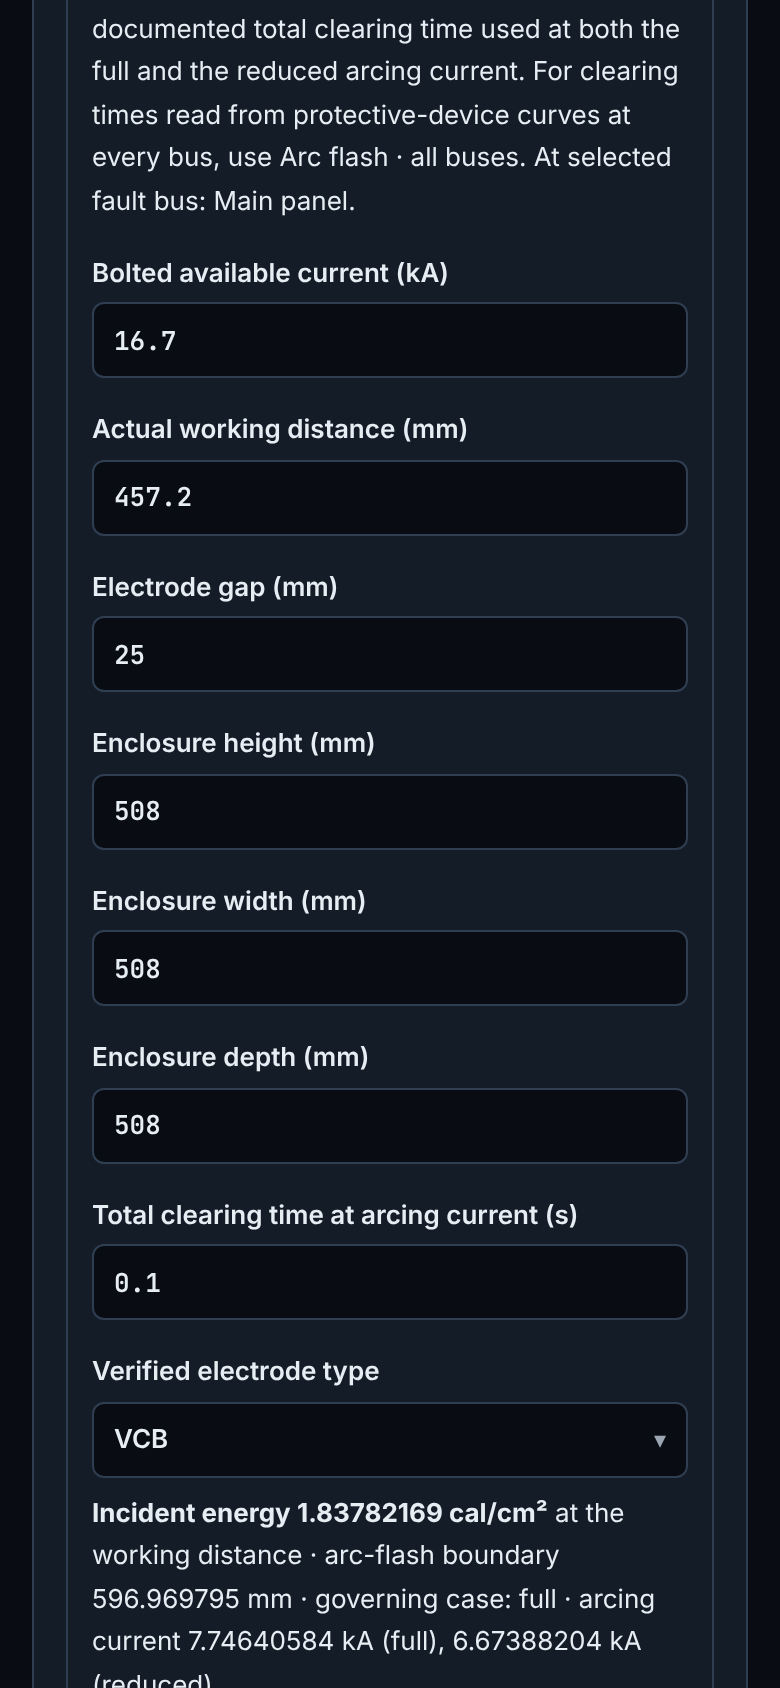 documented total clearing time used at both the
full and the reduced arcing current. For clearing
times read from protective-device curves at
every bus, use Arc flash · all buses. At selected
fault bus: Main panel.
Bolted available current (kA)
16.7
Actual working distance (mm)
457.2
Electrode gap (mm)
25
Enclosure height (mm)
508
Enclosure width (mm)
508
Enclosure depth (mm)
508
Total clearing time at arcing current (s)
0.1
Verified electrode type
VCB
Incident energy 1.83782169 cal/cm² at the
working distance · arc-flash boundary
596.969795 mm · governing case: full · arcing
current 7.74640584 kA (full), 6.67388204 kA
(reduced)